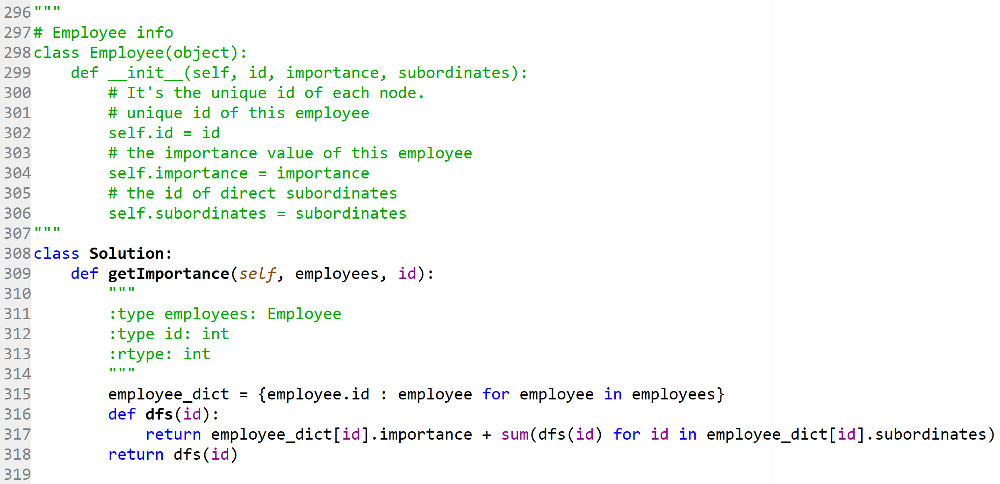 296 """
297 # Employee info
298 class Employee(object):
299     def __init__(self, id, importance, subordinates):
300         # It's the unique id of each node.
301         # unique id of this employee
302         self.id = id
303         # the importance value of this employee
304         self.importance = importance
305         # the id of direct subordinates
306         self.subordinates = subordinates
307 """
308 class Solution:
309     def getImportance(self, employees, id):
310         """
311         :type employees: Employee
312         :type id: int
313         :rtype: int
314         """
315         employee_dict = {employee.id : employee for employee in employees}
316         def dfs(id):
317             return employee_dict[id].importance + sum(dfs(id) for id in employee_dict[id].subordinates)
318         return dfs(id)
319